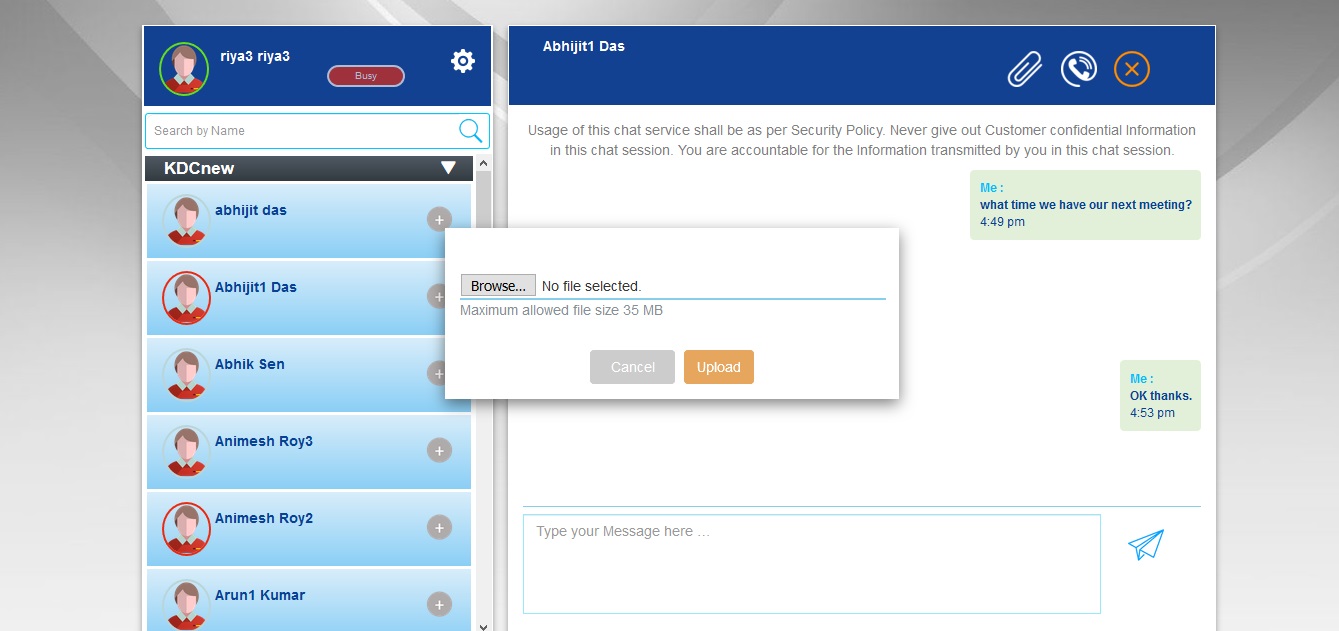 riya3 riya3
Busy
Search by Name
KDCnew
abhijit das
Abhijit1 Das
Abhik Sen
Animesh Roy3
Animesh Roy2
Arun1 Kumar
Abhijit1 Das
Usage of this chat service shall be as per Security Policy. Never give out Customer confidential Information
in this chat session. You are accountable for the Information transmitted by you in this chat session.
Me :
what time we have our next meeting?
4:49 pm
Browse... No file selected.
Maximum allowed file size 35 MB
Cancel Upload
Me :
OK thanks.
4:53 pm
Type your Message here ...